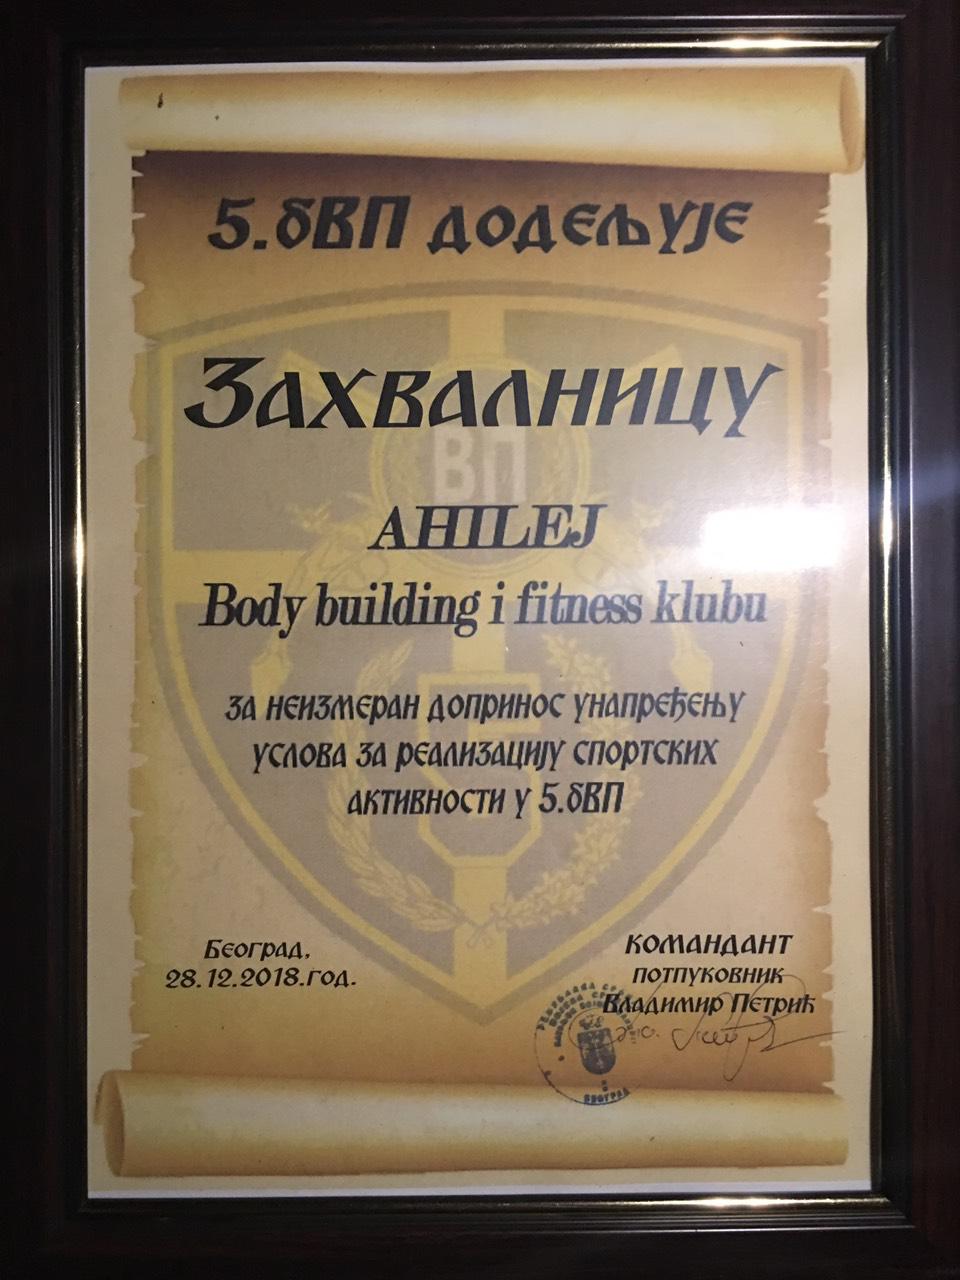 5.бВП додељује
Захвалницу
ВП
AHILEJ
Body building i fitness klubu
за неизмеран допринос унапређењу
услова за реализацију спортских
активности у 5.бВП
Београд,
28.12.2018.год.
КОМАНДАНТ
потпуковник
Владимир Петрић
БЕОГРАД